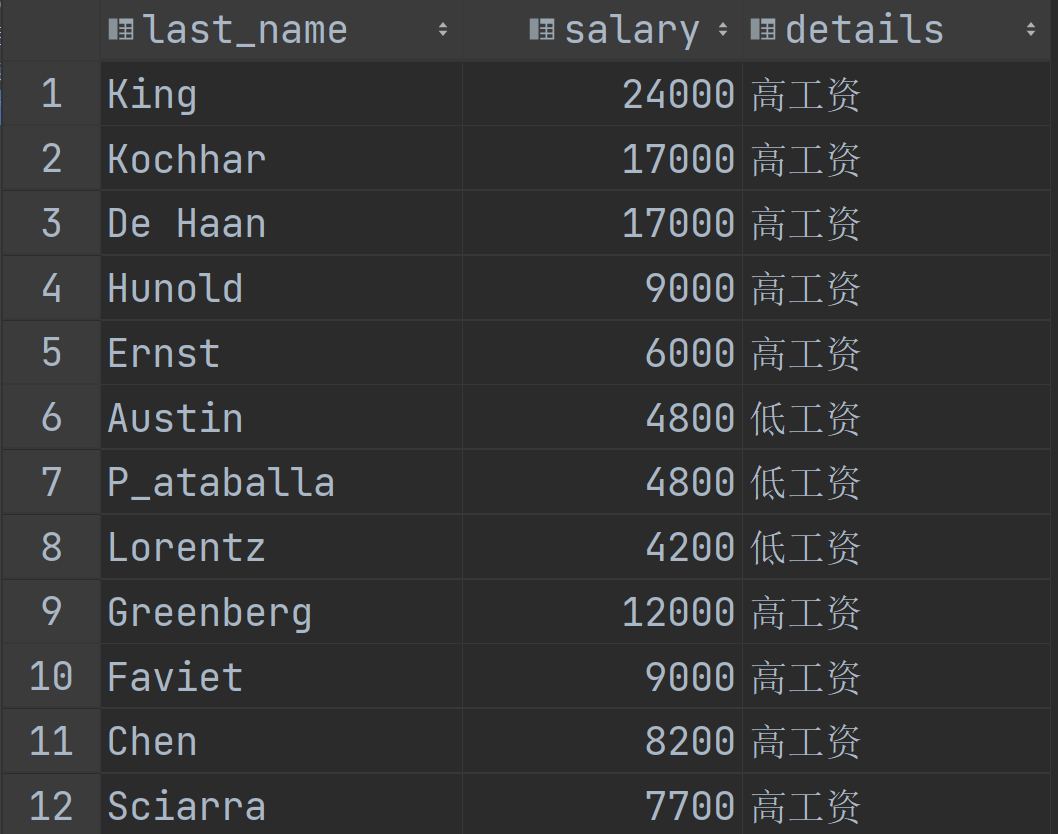 last_name salary details
1 King 24000 高工资
2 Kochhar 17000 高工资
3 De Haan 17000 高工资
4 Hunold 9000 高工资
5 Ernst 6000 高工资
6 Austin 4800 低工资
7 P_ataballa 4800 低工资
8 Lorentz 4200 低工资
9 Greenberg 12000 高工资
10 Faviet 9000 高工资
11 Chen 8200 高工资
12 Sciarra 7700 高工资